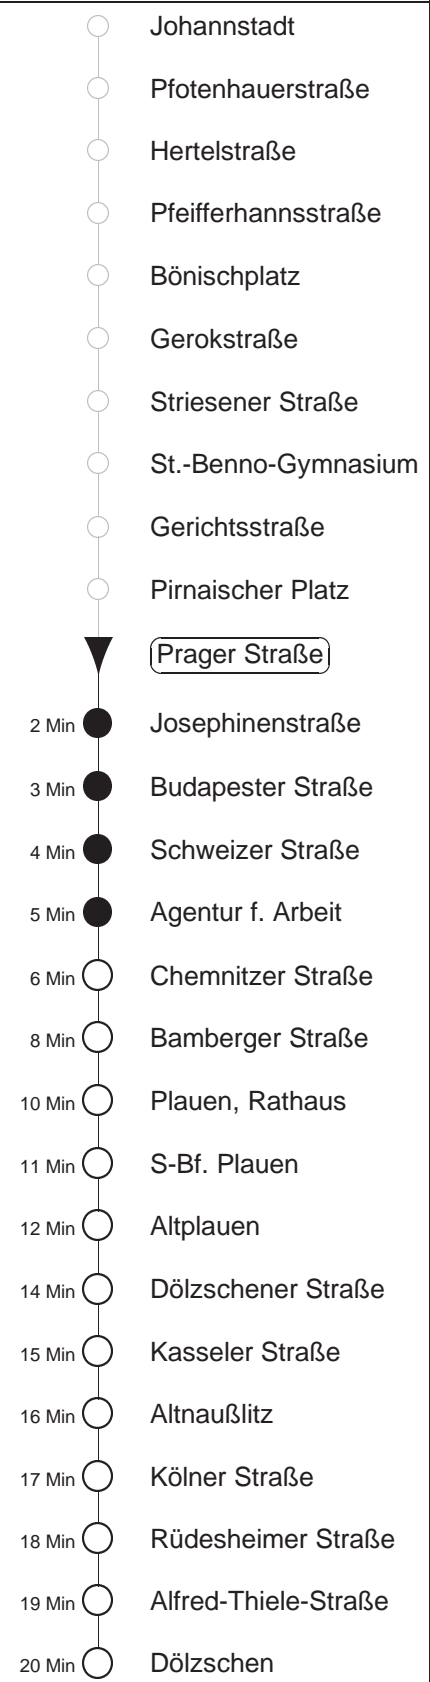 Johannstadt
Pfotenhauerstraße
Hertelstraße
Pfeifferhannsstraße
Bönischplatz
Gerokstraße
Striesener Straße
St.-Benno-Gymnasium
Gerichtsstraße
Pirnaischer Platz
Prager Straße
2 Min Josephinenstraße
3 Min Budapester Straße
4 Min Schweizer Straße
5 Min Agentur f. Arbeit
6 Min Chemnitzer Straße
8 Min Bamberger Straße
10 Min Plauen, Rathaus
11 Min S-Bf. Plauen
12 Min Altplauen
14 Min Dölzschener Straße
15 Min Kasseler Straße
16 Min Altnaußlitz
17 Min Kölner Straße
18 Min Rüdesheimer Straße
19 Min Alfred-Thiele-Straße
20 Min Dölzschen